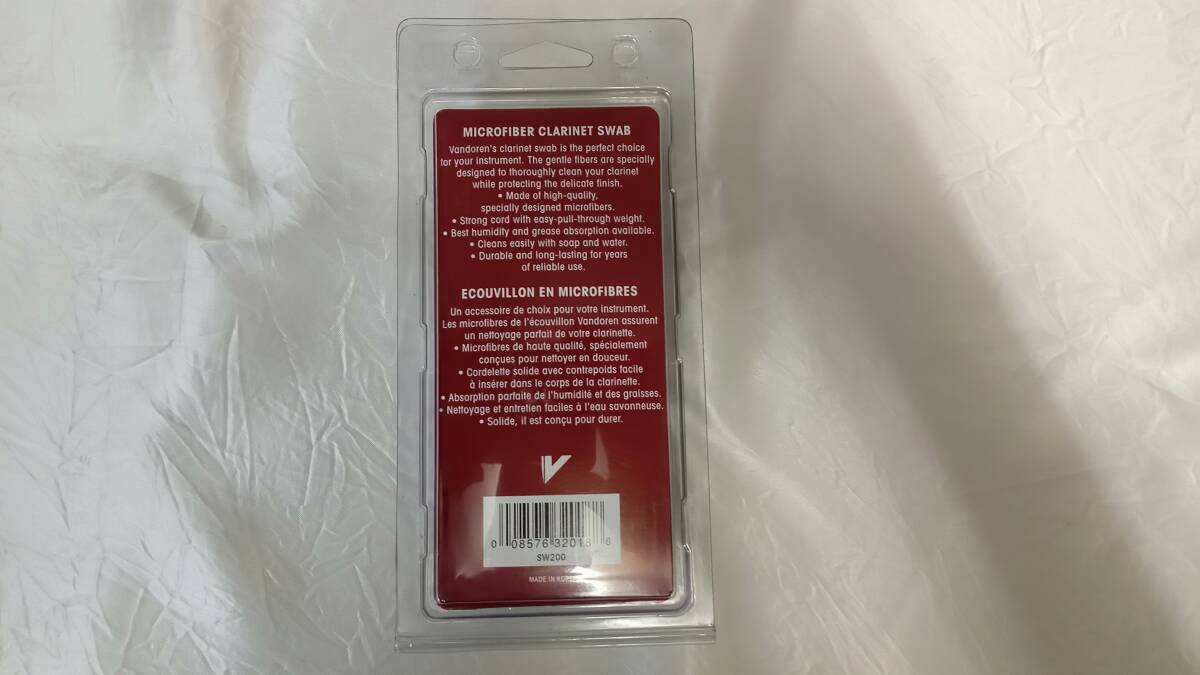 MICROFIBER CLARINET SWAB
Vandoren's clarinet swab is the perfect choice
for your instrument. The gentle fibers are specially
designed to thoroughly clean your clarinet
while protecting the delicate finish.
• Made of high-quality,
specially designed microfibers.
• Strong cord with easy-pull-through weight.
• Best humidity and grease absorption available.
• Cleans easily with soap and water.
• Durable and long-lasting for years
of reliable use.
ECOUVILLON EN MICROFIBRES
Un accessoire de choix pour votre instrument.
Les microfibres de l'écouvillon Vandoren assurent
un nettoyage parfait de votre clarinette.
• Microfibres de haute qualité, spécialement
conçues pour nettoyer en douceur.
• Cordelette solide avec contrepoids facile
à insérer dans le corps de la clarinette.
• Absorption parfaite de l'humidité et des graisses.
• Nettoyage et entretien faciles à l'eau savonneuse.
• Solide, il est conçu pour durer.
V
0 08576 32018 6
SW200
MADE IN